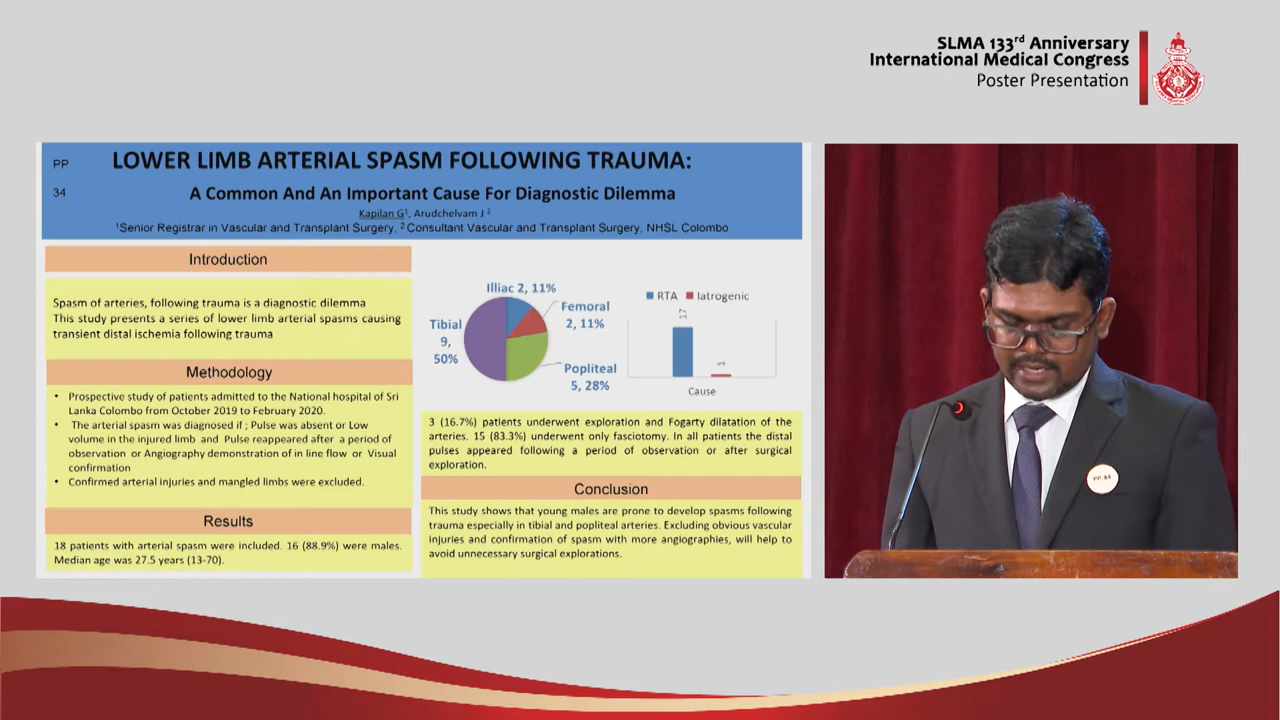 SLMA 133rd Anniversary
International Medical Congress
Poster Presentation
PP
34
LOWER LIMB ARTERIAL SPASM FOLLOWING TRAUMA:
A Common And An Important Cause For Diagnostic Dilemma
Kapilan G1, Arudchelvam J 2
1Senior Registrar in Vascular and Transplant Surgery, 2 Consultant Vascular and Transplant Surgery, NHSL Colombo
Introduction
Spasm of arteries, following trauma is a diagnostic dilemma
This study presents a series of lower limb arterial spasms causing
transient distal ischemia following trauma
Methodology
• Prospective study of patients admitted to the National hospital of Sri
Lanka Colombo from October 2019 to February 2020.
• The arterial spasm was diagnosed if ; Pulse was absent or Low
volume in the injured limb and Pulse reappeared after a period of
observation or Angiography demonstration of in line flow or Visual
confirmation
• Confirmed arterial injuries and mangled limbs were excluded.
Results
18 patients with arterial spasm were included. 16 (88.9%) were males.
Median age was 27.5 years (13-70).
Illiac 2, 11%
Femoral
2, 11%
Tibial
9,
50%
Popliteal
5, 28%
RTA Iatrogenic
17
1
Cause
3 (16.7%) patients underwent exploration and Fogarty dilatation of the
arteries. 15 (83.3%) underwent only fasciotomy. In all patients the distal
pulses appeared following a period of observation or after surgical
exploration.
Conclusion
This study shows that young males are prone to develop spasms following
trauma especially in tibial and popliteal arteries. Excluding obvious vascular
injuries and confirmation of spasm with more angiographies, will help to
avoid unnecessary surgical explorations.
PP 34